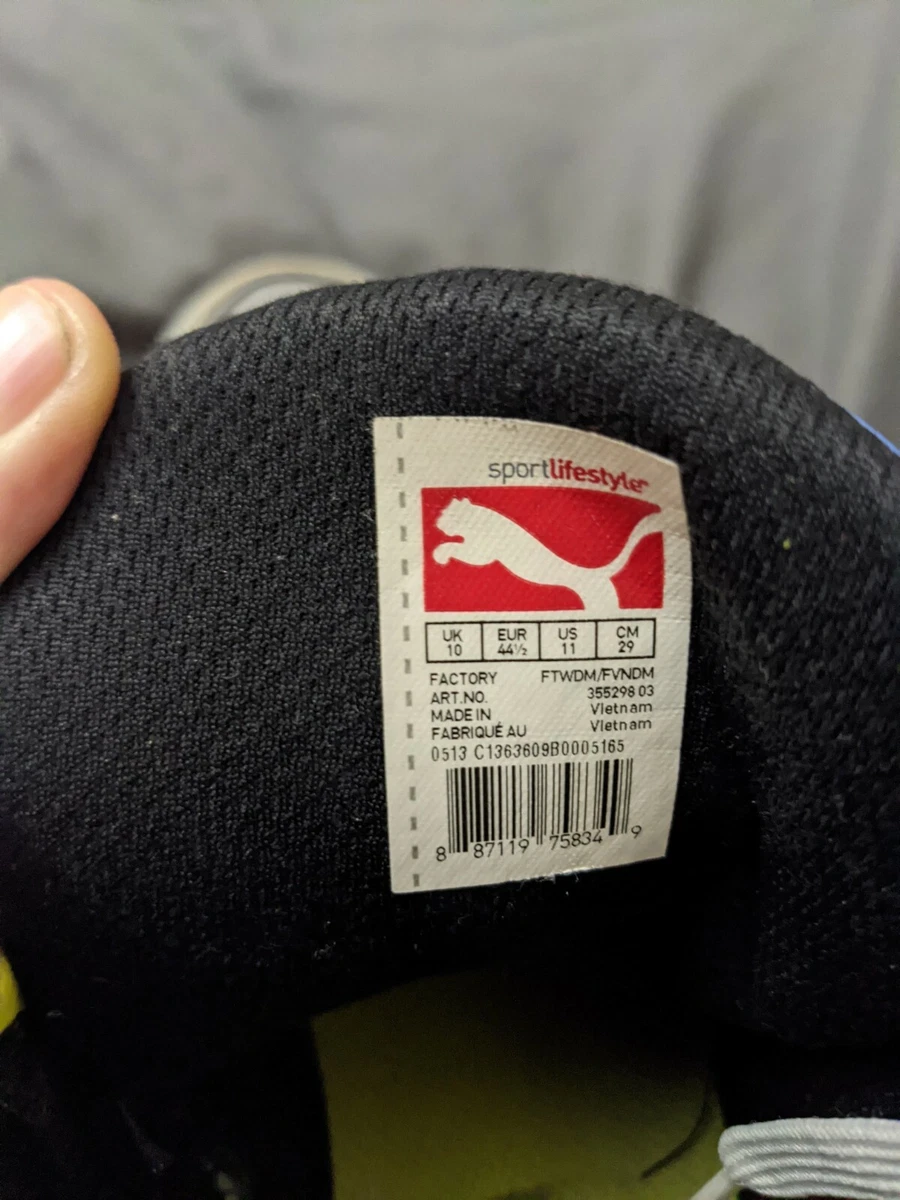 sportlifestyle
UK EUR US CM
10 44½ 11 29
FACTORY FTWDM/FVNDM
ART.NO. 355298 03
MADE IN Vietnam
FABRIQUÉ AU Vietnam
0513 C1363609B0005165
8 87119 75834 9